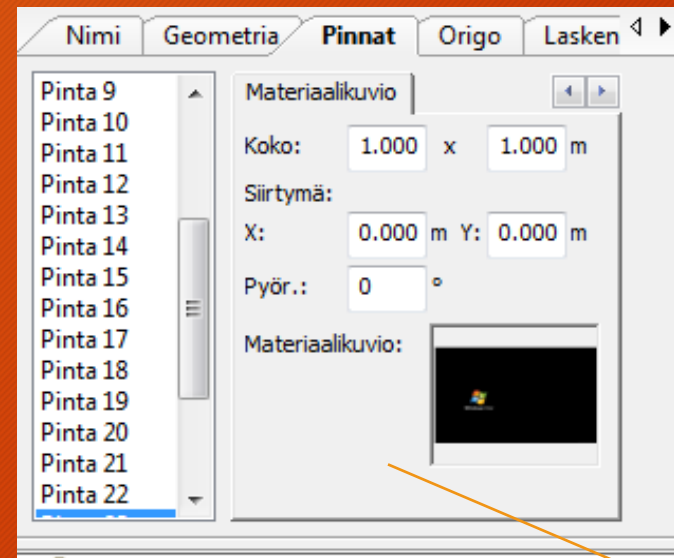 Nimi Geometria Pinnat Origo Lasken
Pinta 9
Pinta 10
Pinta 11
Pinta 12
Pinta 13
Pinta 14
Pinta 15
Pinta 16
Pinta 17
Pinta 18
Pinta 19
Pinta 20
Pinta 21
Pinta 22
Materiaalikuvio
Koko: 1.000 x 1.000 m
Siirtymä:
X: 0.000 m Y: 0.000 m
Pyör.: 0 °
Materiaalikuvio: